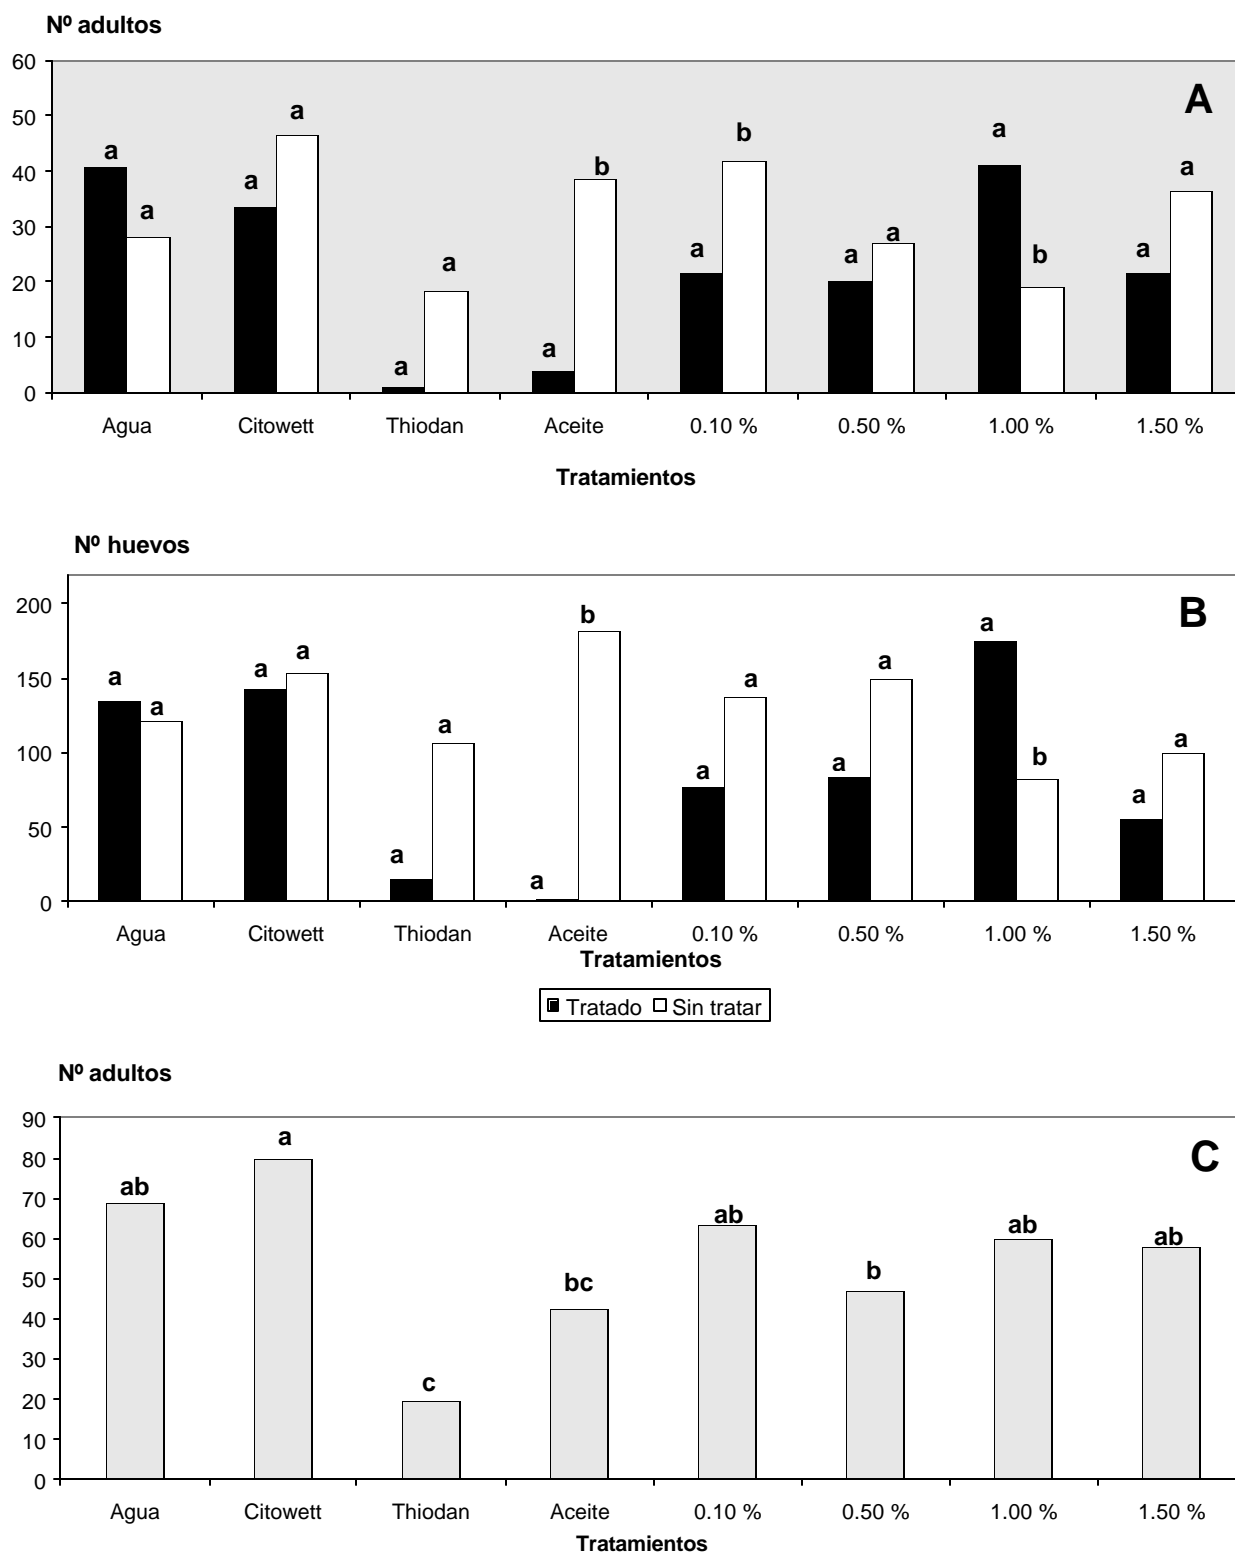 Nº adultos
60
50
40
30
20
10
0
A
a
a
a
a
a
a
a
b
a
b
a
a
a
b
a
a
Agua Citowett Thiodan Aceite 0.10 % 0.50 % 1.00 % 1.50 %
Tratamientos
Nº huevos
200
150
100
50
0
B
a
a
a
a
a
a
a
b
a
a
a
a
a
b
a
a
Agua Citowett Thiodan Aceite 0.10 % 0.50 % 1.00 % 1.50 %
Tratamientos
Tratado Sin tratar
Nº adultos
90
80
70
60
50
40
30
20
10
0
C
ab
a
c
bc
ab
b
ab
ab
Agua Citowett Thiodan Aceite 0.10 % 0.50 % 1.00 % 1.50 %
Tratamientos